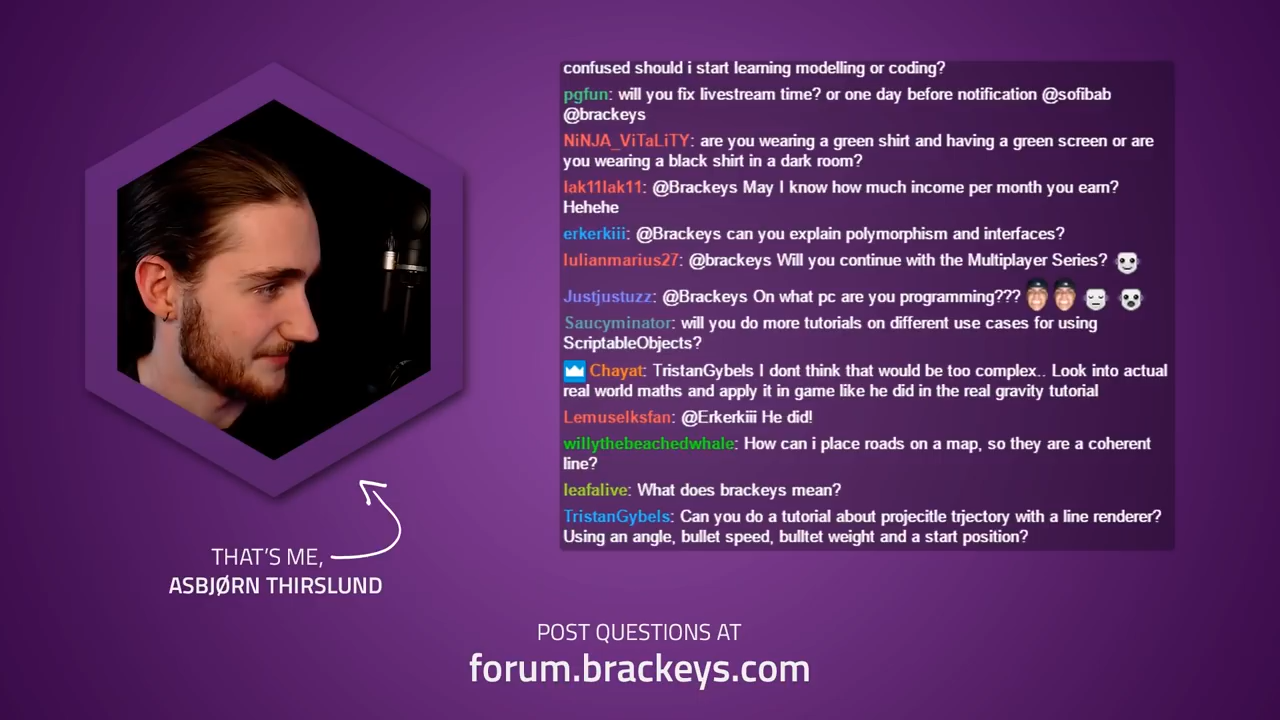 confused should i start learning modelling or coding?
pgfun: will you fix livestream time? or one day before notification @sofibab
@brackeys
NiNJA_ViTaLiTY: are you wearing a green shirt and having a green screen or are
you wearing a black shirt in a dark room?
lak11lak11: @Brackeys May I know how much income per month you earn?
Hehehe
erkerkiii: @Brackeys can you explain polymorphism and interfaces?
Iulianmarius27: @brackeys Will you continue with the Multiplayer Series?
Justjustuzz: @Brackeys On what pc are you programming???
Saucyminator: will you do more tutorials on different use cases for using
ScriptableObjects?
Chayat: TristanGybels I dont think that would be too complex.. Look into actual
real world maths and apply it in game like he did in the real gravity tutorial
Lemuselksfan: @Erkerkiii He did!
willythebeachedwhale: How can i place roads on a map, so they are a coherent
line?
leafalive: What does brackeys mean?
TristanGybels: Can you do a tutorial about projecitle trjectory with a line renderer?
Using an angle, bullet speed, bulltet weight and a start position?
THAT'S ME,
ASBJØRN THIRSLUND
POST QUESTIONS AT
forum.brackeys.com